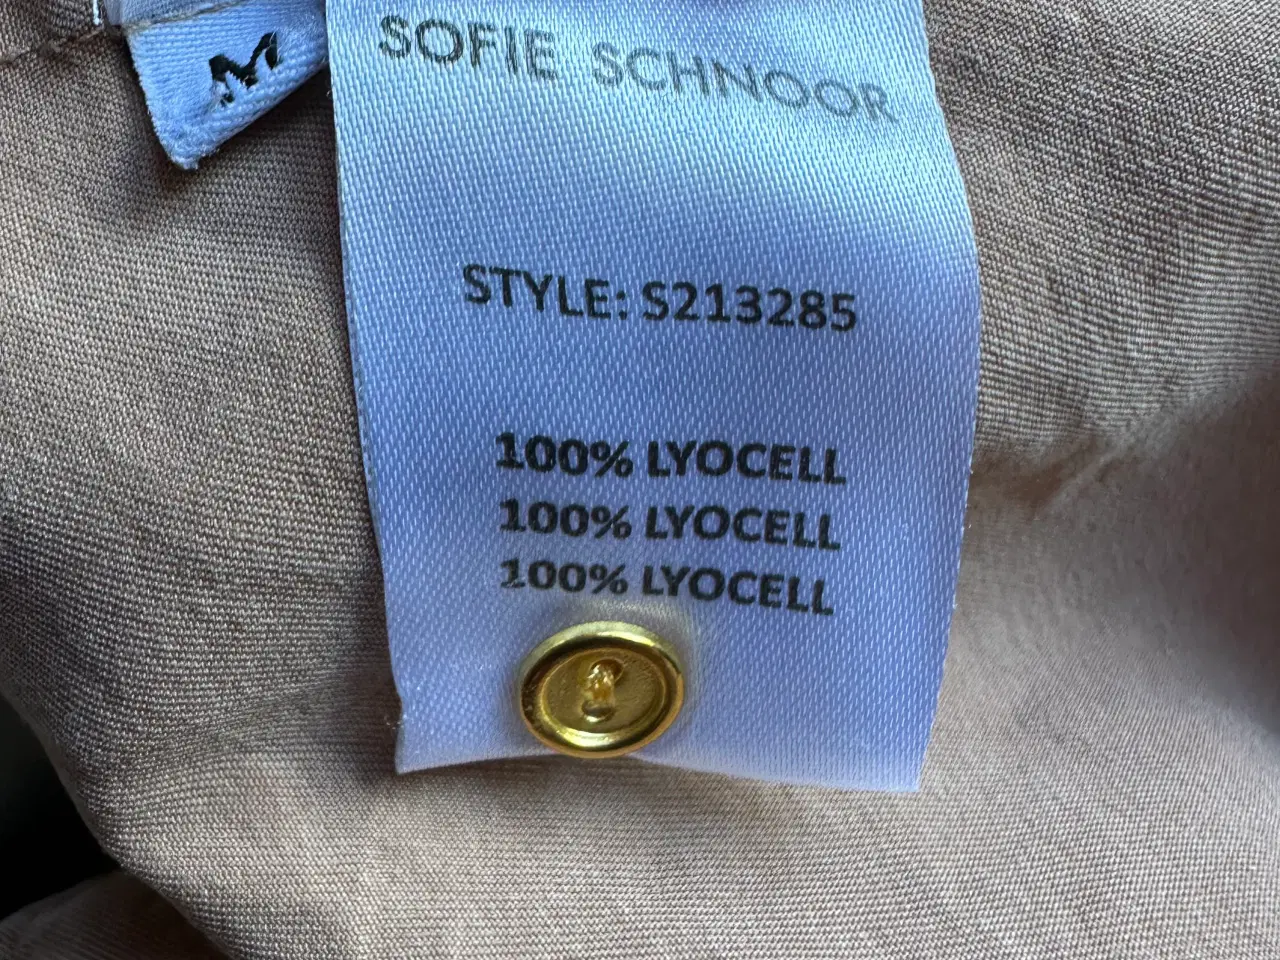 M
SOFIE SCHNOOR
STYLE: S213285
100% LYOCELL
100% LYOCELL
100% LYOCELL